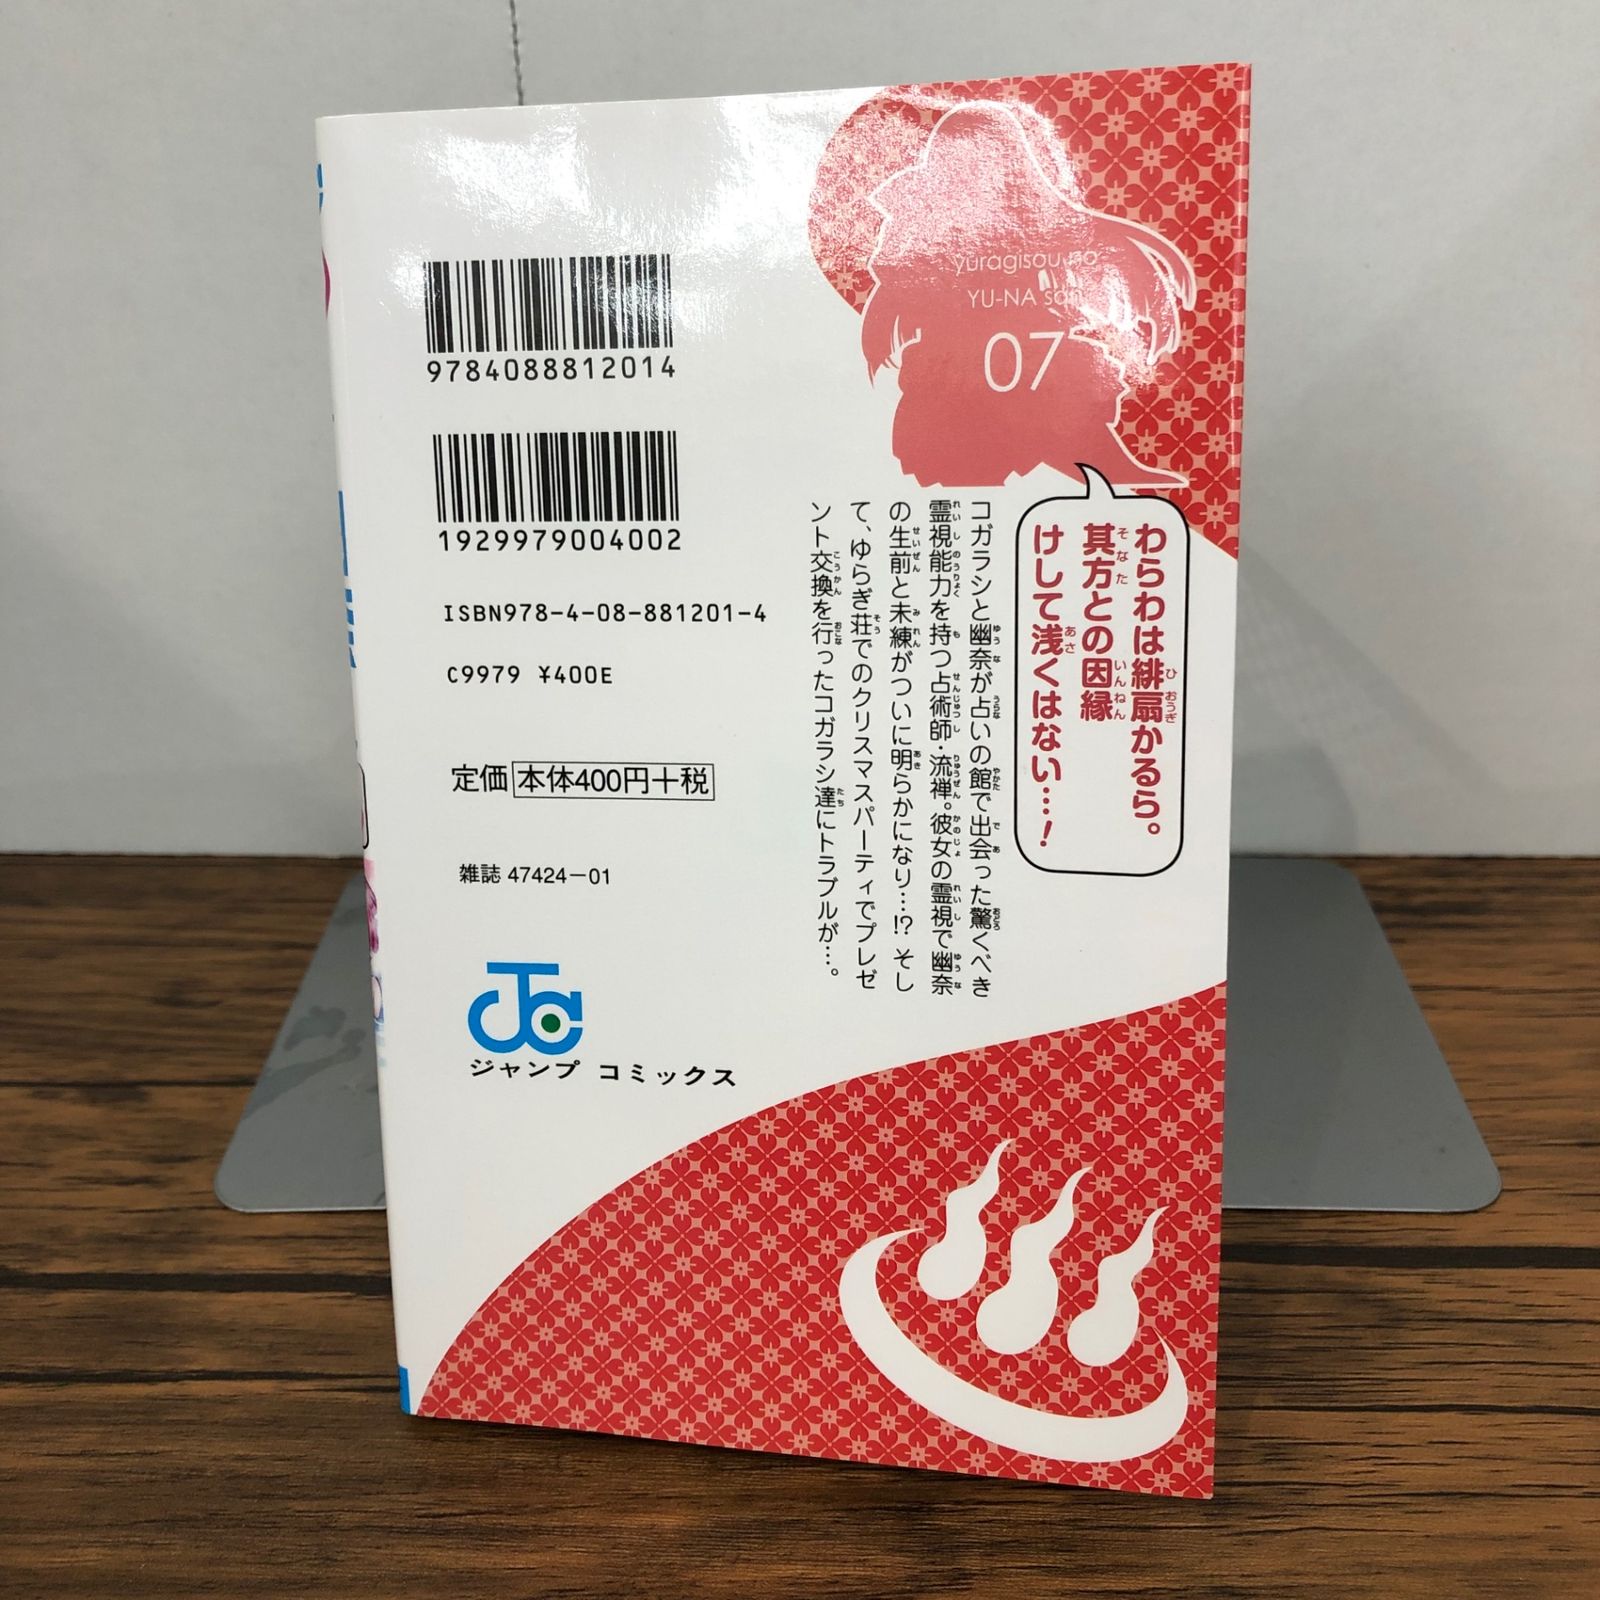 yuragisou no
YU-NA san
07
わらわは緋扇かるら。
其方との因縁
けして浅くはない…！
コガラシと幽奈が占いの館で出会った驚くべき
霊視能力を持つ占術師・流禅。彼女の霊視で幽奈
の生前と未練がついに明らかになり…!? そし
て、ゆらぎ荘でのクリスマスパーティでプレゼ
ント交換を行ったコガラシ達にトラブルが…。
9784088812014
1929979004002
ISBN978-4-08-881201-4
C9979 ¥400E
定価 本体400円+税
雑誌 47424-01
JC
ジャンプ コミックス